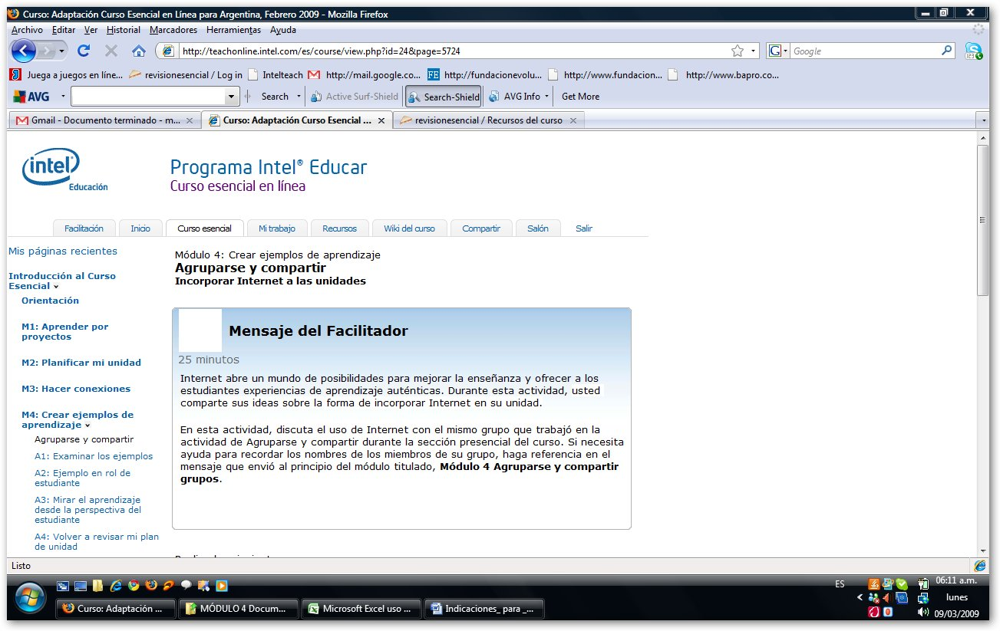 Curso: Adaptación Curso Esencial en Línea para Argentina, Febrero 2009 - Mozilla Firefox
Archivo Editar Ver Historial Marcadores Herramientas Ayuda
http://teachonline.intel.com/es/course/view.php?id=24&page=5724
Google
Juega a juegos en líne... revisionesencial / Log in Intelteach http://mail.google.co... http://fundacionevolu... http://www.fundacion... http://www.bapro.co...
AVG Search Active Surf-Shield Search-Shield AVG Info Get More
Gmail - Documento terminado - m... Curso: Adaptación Curso Esencial ... revisionesencial / Recursos del curso
intel
Educación
Programa Intel® Educar
Curso esencial en línea
Facilitación Inicio Curso esencial Mi trabajo Recursos Wiki del curso Compartir Salón Salir
Mis páginas recientes
Introducción al Curso
Esencial
Orientación
M1: Aprender por
proyectos
M2: Planificar mi unidad
M3: Hacer conexiones
M4: Crear ejemplos de
aprendizaje
Agruparse y compartir
A1: Examinar los ejemplos
A2: Ejemplo en rol de
estudiante
A3: Mirar el aprendizaje
desde la perspectiva del
estudiante
A4: Volver a revisar mi plan
de unidad
Módulo 4: Crear ejemplos de aprendizaje
Agruparse y compartir
Incorporar Internet a las unidades
Mensaje del Facilitador
25 minutos
Internet abre un mundo de posibilidades para mejorar la enseñanza y ofrecer a los
estudiantes experiencias de aprendizaje auténticas. Durante esta actividad, usted
comparte sus ideas sobre la forma de incorporar Internet en su unidad.
En esta actividad, discuta el uso de Internet con el mismo grupo que trabajó en la
actividad de Agruparse y compartir durante la sección presencial del curso. Si necesita
ayuda para recordar los nombres de los miembros de su grupo, haga referencia en el
mensaje que envió al principio del módulo titulado, Módulo 4 Agruparse y compartir
grupos.
Listo
ES
06:11 a.m.
lunes
09/03/2009
Curso: Adaptación ... MÓDULO 4 Docum... Microsoft Excel uso ... Indicaciones_ para _...